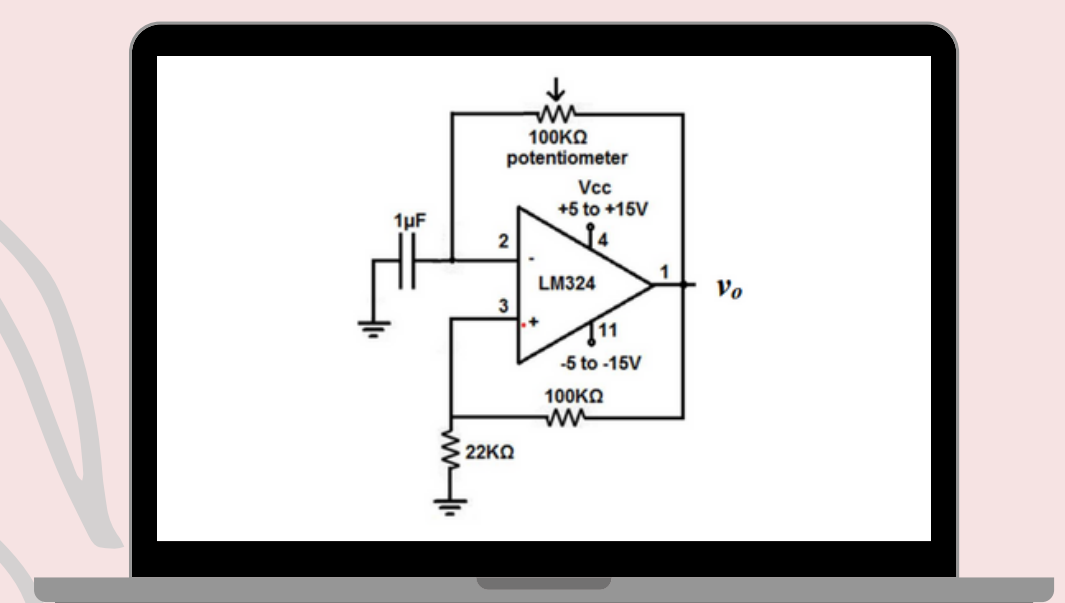 100KΩ
potentiometer
Vcc
+5 to +15V
1µF
2
4
-
LM324
1
vo
3
+
11
-5 to -15V
100KΩ
22KΩ